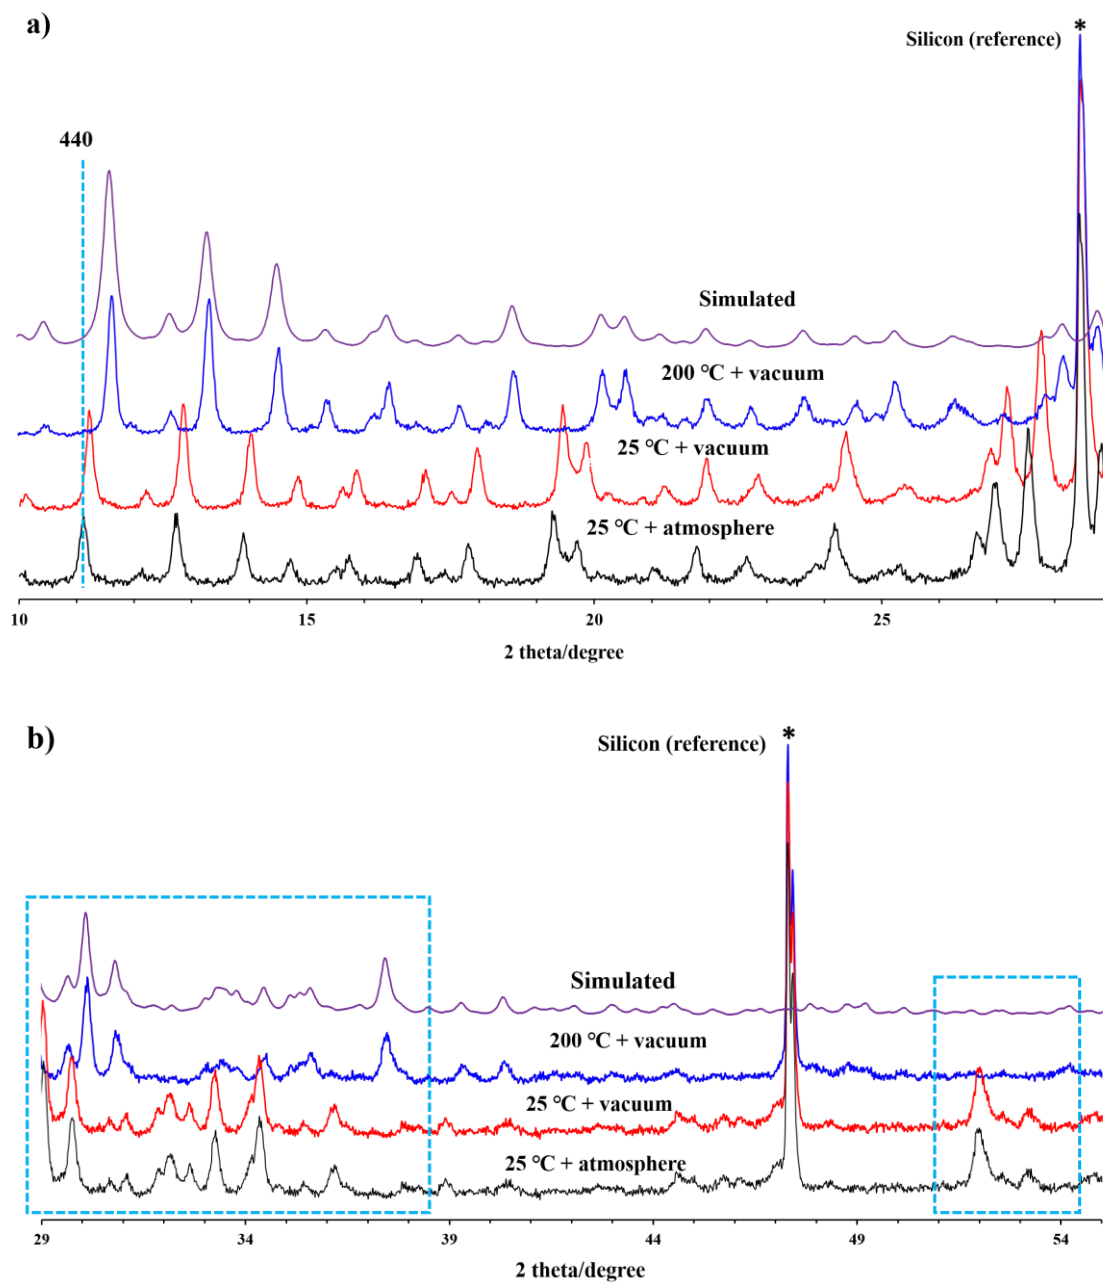 a)
Silicon (reference)
*
440
Simulated
200 °C + vacuum
25 °C + vacuum
25 °C + atmosphere
10 15 20 25
2 theta/degree
b)
Silicon (reference)
*
Simulated
200 °C + vacuum
25 °C + vacuum
25 °C + atmosphere
29 34 39 44 49 54
2 theta/degree